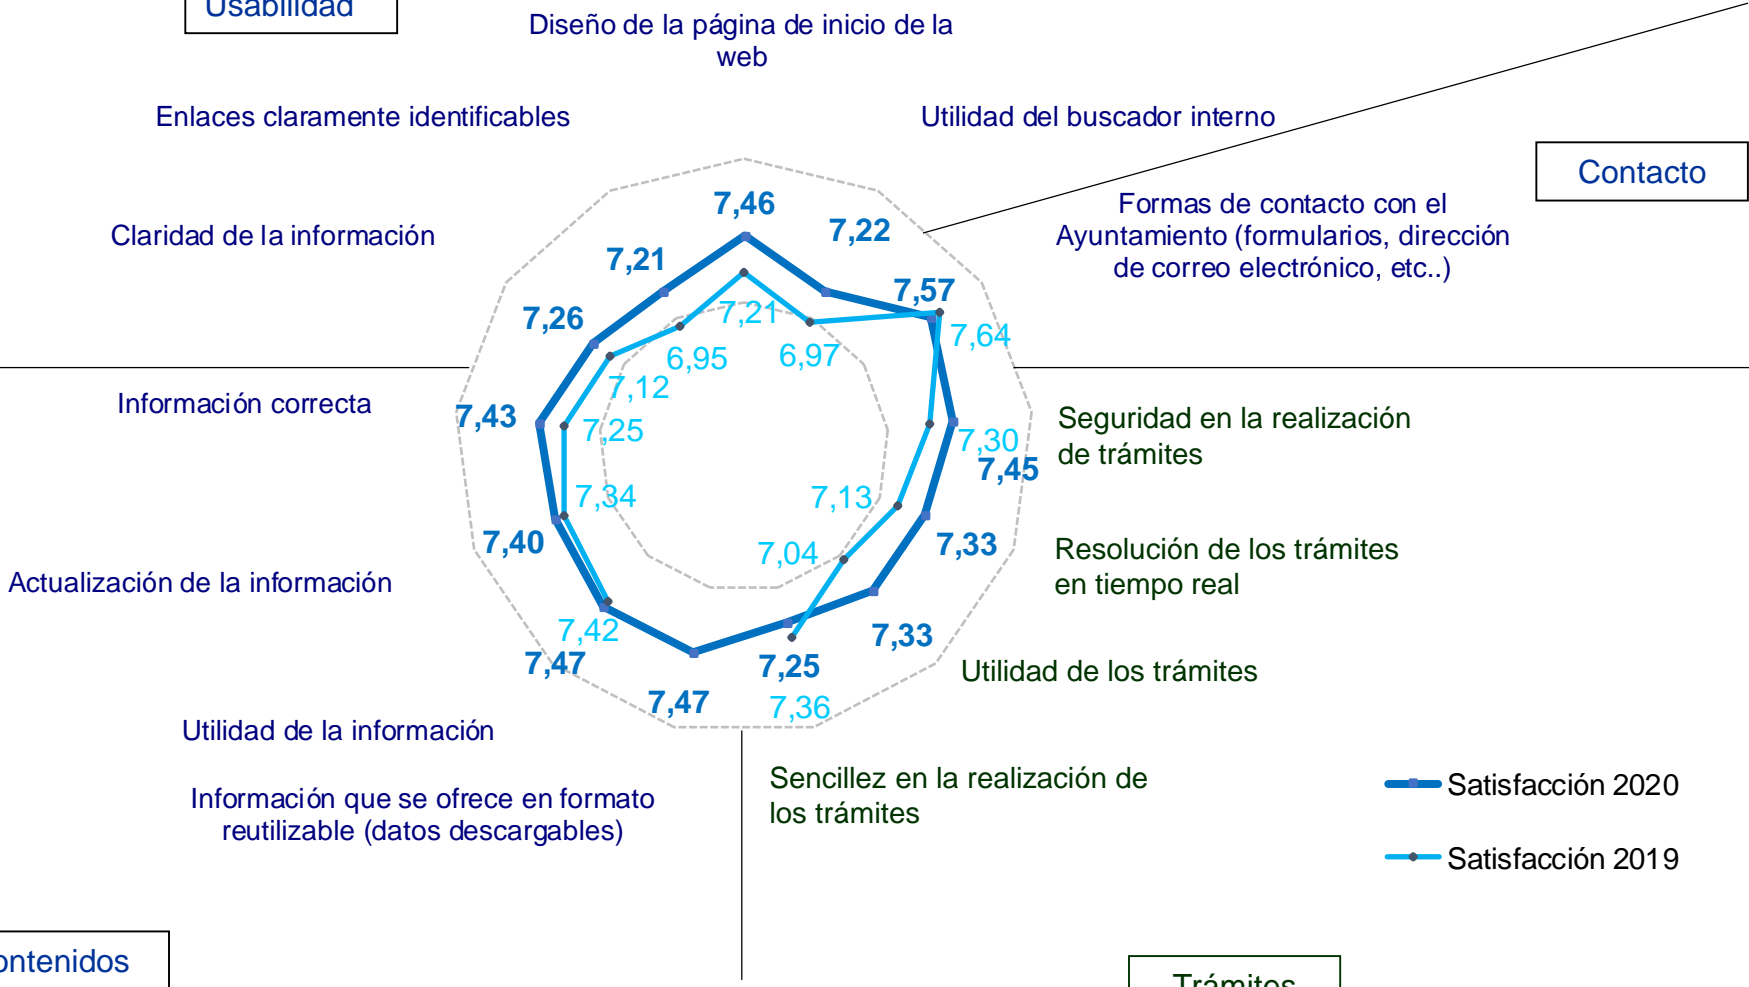 Usabilidad
Diseño de la página de inicio de la
web
Enlaces claramente identificables
Utilidad del buscador interno
Contacto
Formas de contacto con el
Ayuntamiento (formularios, dirección
de correo electrónico, etc..)
Claridad de la información
7,46
7,22
7,21
7,57
7,26
7,21
7,64
6,95
6,97
7,12
Información correcta
7,43
7,25
7,30
7,45
Seguridad en la realización
de trámites
7,34
7,13
7,40
7,04
7,33
Resolución de los trámites
en tiempo real
Actualización de la información
7,42
7,47
7,33
7,25
Utilidad de los trámites
7,47
7,36
Utilidad de la información
Sencillez en la realización de
los trámites
Información que se ofrece en formato
reutilizable (datos descargables)
Satisfacción 2020
Satisfacción 2019
ontenidos
Trámites